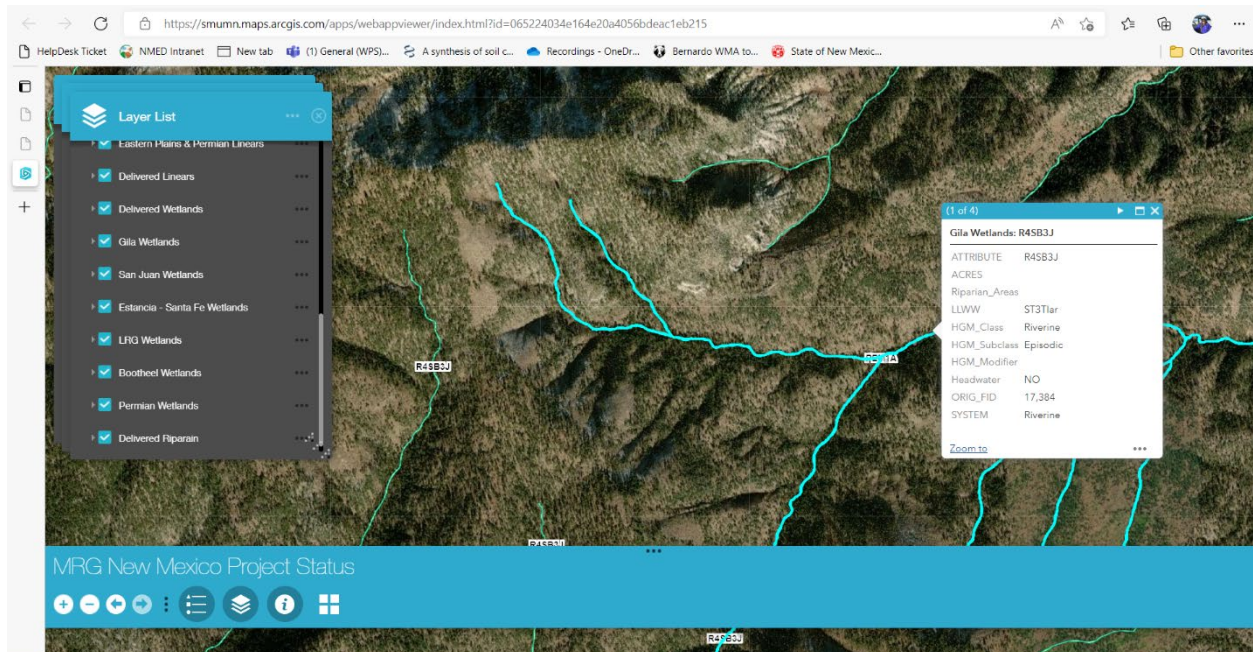 https://smumn.maps.arcgis.com/apps/webappviewer/index.html?id=065224034e164e20a4056bdeac1eb215
HelpDesk Ticket NMED Intranet New tab (1) General (WPS)... A synthesis of soil c... Recordings - OneDr... Bernardo WMA to... State of New Mexic... Other favorites
Layer List
Eastern Plains & Permian Linears
Delivered Linears
Delivered Wetlands
Gila Wetlands
San Juan Wetlands
Estancia - Santa Fe Wetlands
LRG Wetlands
Bootheel Wetlands
Permian Wetlands
Delivered Riparain
R4SB3J
(1 of 4)
Gila Wetlands: R4SB3J
ATTRIBUTE R4SB3J
ACRES
Riparian_Areas
LLWW ST3TIar
HGM_Class Riverine
HGM_Subclass Episodic
HGM_Modifier
Headwater NO
ORIG_FID 17,384
SYSTEM Riverine
Zoom to
R4SB3J
MRG New Mexico Project Status
R4SB3J